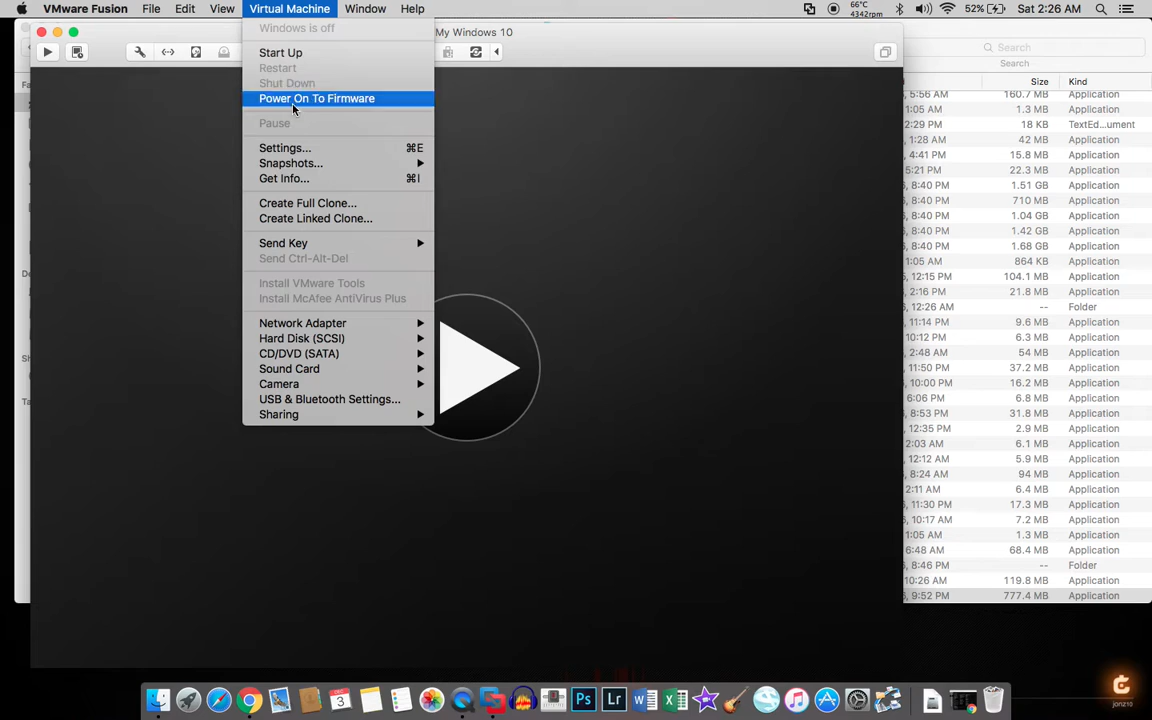 VMware Fusion File Edit View Virtual Machine Window Help 66°C 4342rpm 52% Sat 2:26 AM
Windows is off
My Windows 10
Start Up
Restart
Shut Down
Power On To Firmware
Pause
Settings... ⌘E
Snapshots...
Get Info... ⌘I
Create Full Clone...
Create Linked Clone...
Send Key
Send Ctrl-Alt-Del
Install VMware Tools
Install McAfee AntiVirus Plus
Network Adapter
Hard Disk (SCSI)
CD/DVD (SATA)
Sound Card
Camera
USB & Bluetooth Settings...
Sharing
Search
Search
Size Kind
5:56 AM 160.7 MB Application
1:05 AM 1.3 MB Application
2:29 PM 18 KB TextEd...ument
1:28 AM 42 MB Application
4:41 PM 15.8 MB Application
5:21 PM 22.3 MB Application
6, 8:40 PM 1.51 GB Application
6, 8:40 PM 710 MB Application
6, 8:40 PM 1.04 GB Application
6, 8:40 PM 1.42 GB Application
6, 8:40 PM 1.68 GB Application
1:05 AM 864 KB Application
, 12:15 PM 104.1 MB Application
, 2:16 PM 21.8 MB Application
, 12:26 AM -- Folder
, 11:14 PM 9.6 MB Application
, 10:12 PM 6.3 MB Application
, 2:48 AM 54 MB Application
, 11:50 PM 37.2 MB Application
, 10:00 PM 16.2 MB Application
, 6:06 PM 6.8 MB Application
, 8:53 PM 31.8 MB Application
, 12:35 PM 2.9 MB Application
2:03 AM 6.1 MB Application
, 12:12 AM 5.9 MB Application
, 8:24 AM 94 MB Application
2:11 AM 6.4 MB Application
, 11:30 PM 17.3 MB Application
, 10:17 AM 7.2 MB Application
1:05 AM 1.3 MB Application
6:48 AM 68.4 MB Application
6, 8:46 PM -- Folder
10:26 AM 119.8 MB Application
6, 9:52 PM 777.4 MB Application
Fa
De
Sh
Ta
3
Ps
Lr
jonz10